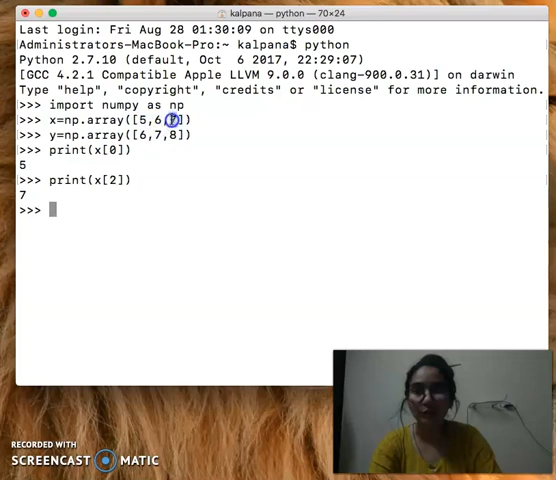 kalpana — python — 70×24
Last login: Fri Aug 28 01:30:09 on ttys000
Administrators-MacBook-Pro:~ kalpana$ python
Python 2.7.10 (default, Oct  6 2017, 22:29:07)
[GCC 4.2.1 Compatible Apple LLVM 9.0.0 (clang-900.0.31)] on darwin
Type "help", "copyright", "credits" or "license" for more information.
>>> import numpy as np
>>> x=np.array([5,6,7])
>>> y=np.array([6,7,8])
>>> print(x[0])
5
>>> print(x[2])
7
>>>
RECORDED WITH
SCREENCAST MATIC